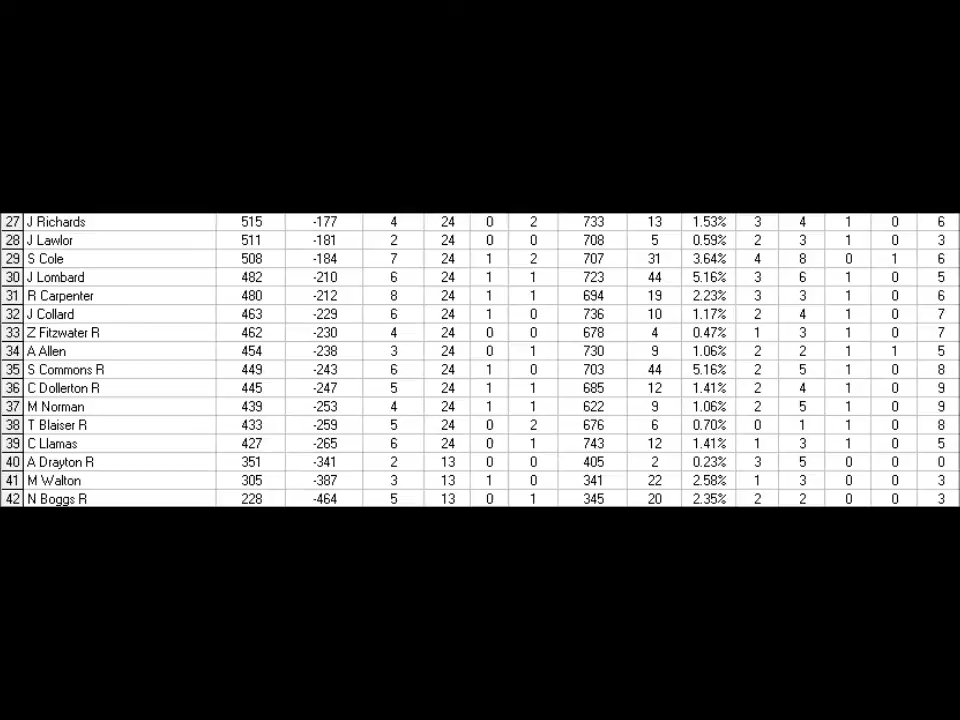 27 J Richards 515 -177 4 24 0 2 733 13 1.53% 3 4 1 0 6
28 J Lawlor 511 -181 2 24 0 0 708 5 0.59% 2 3 1 0 3
29 S Cole 508 -184 7 24 1 2 707 31 3.64% 4 8 0 1 6
30 J Lombard 482 -210 6 24 1 1 723 44 5.16% 3 6 1 0 5
31 R Carpenter 480 -212 8 24 1 1 694 19 2.23% 3 3 1 0 6
32 J Collard 463 -229 6 24 1 0 736 10 1.17% 2 4 1 0 7
33 Z Fitzwater R 462 -230 4 24 0 0 678 4 0.47% 1 3 1 0 7
34 A Allen 454 -238 3 24 0 1 730 9 1.06% 2 2 1 1 5
35 S Commons R 449 -243 6 24 1 0 703 44 5.16% 2 5 1 0 8
36 C Dollerton R 445 -247 5 24 1 1 685 12 1.41% 2 4 1 0 9
37 M Norman 439 -253 4 24 1 1 622 9 1.06% 2 5 1 0 9
38 T Blaiser R 433 -259 5 24 0 2 676 6 0.70% 0 1 1 0 8
39 C Llamas 427 -265 6 24 0 1 743 12 1.41% 1 3 1 0 5
40 A Drayton R 351 -341 2 13 0 0 405 2 0.23% 3 5 0 0 0
41 M Walton 305 -387 3 13 1 0 341 22 2.58% 1 3 0 0 3
42 N Boggs R 228 -464 5 13 0 1 345 20 2.35% 2 2 0 0 3